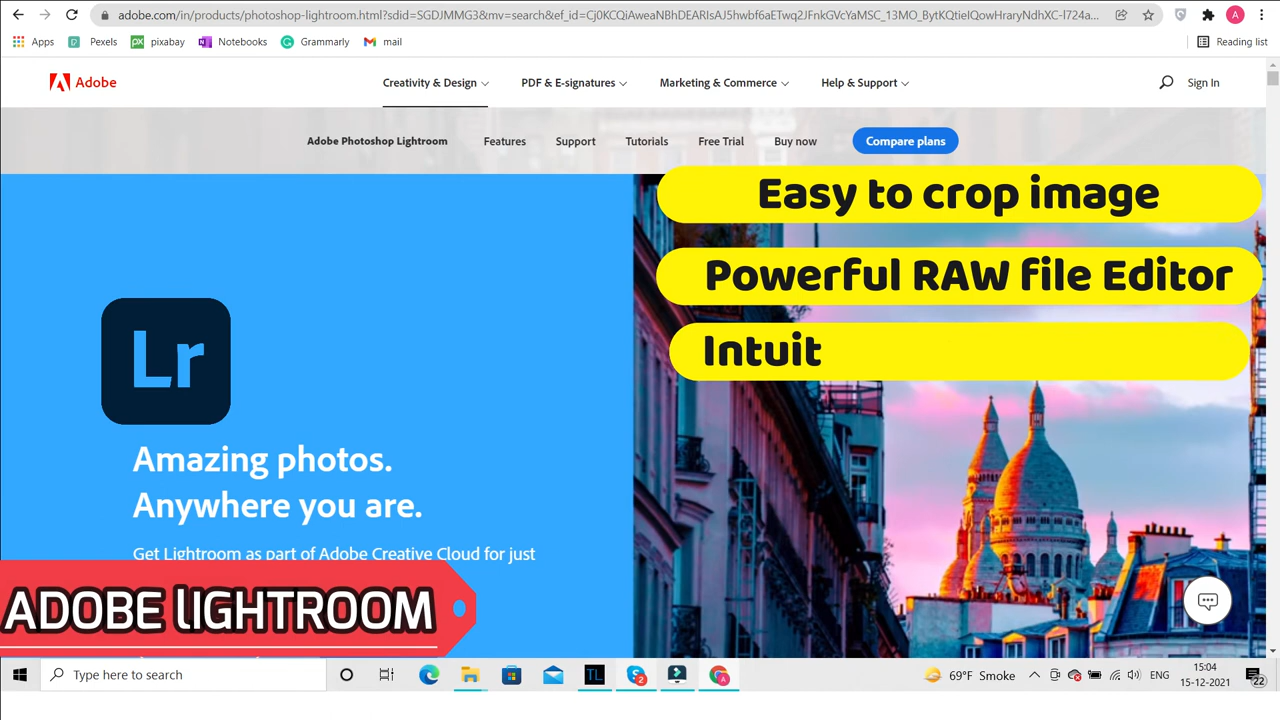 adobe.com/in/products/photoshop-lightroom.html?sdid=SGDJMMG3&mv=search&ef_id=Cj0KCQiAweaNBhDEARIsAJ5hwbf6aETwq2JFnkGVcYaMSC_13MO_BytKQtieIQowHraryNdhXC-l724a...
Apps Pexels px pixabay Notebooks Grammarly mail Reading list
Adobe Creativity & Design PDF & E-signatures Marketing & Commerce Help & Support Sign In
Adobe Photoshop Lightroom Features Support Tutorials Free Trial Buy now Compare plans
Easy to crop image
Powerful RAW file Editor
Intuit
Lr
Amazing photos.
Anywhere you are.
Get Lightroom as part of Adobe Creative Cloud for just
ADOBE lIGHTROOM
Type here to search TL 2 A 69°F Smoke ENG 15:04
15-12-2021 22